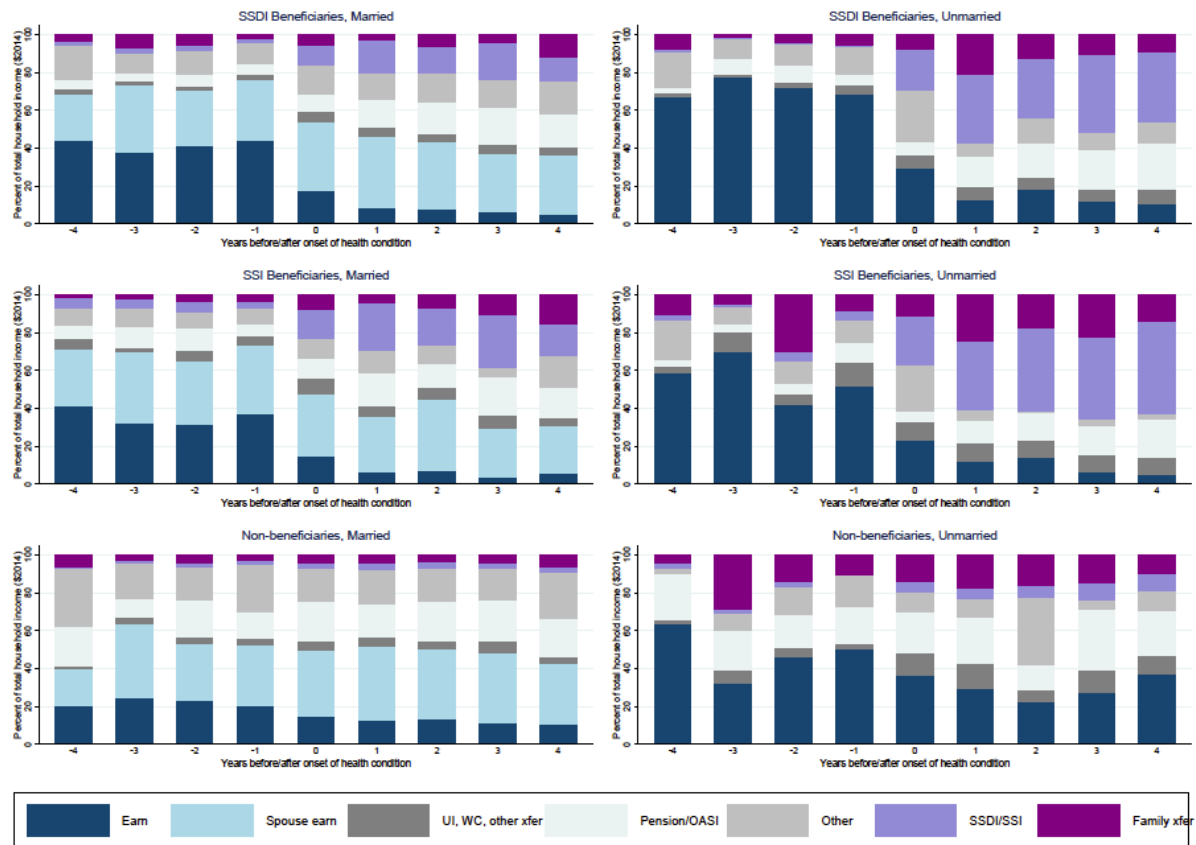 SSDI Beneficiaries, Married
Percent of total household income ($2014)
0 20 40 60 80 100
-4 -3 -2 -1 0 1 2 3 4
Years before/after onset of health condition
SSDI Beneficiaries, Unmarried
Percent of total household income ($2014)
0 20 40 60 80 100
-4 -3 -2 -1 0 1 2 3 4
Years before/after onset of health condition
SSI Beneficiaries, Married
Percent of total household income ($2014)
0 20 40 60 80 100
-4 -3 -2 -1 0 1 2 3 4
Years before/after onset of health condition
SSI Beneficiaries, Unmarried
Percent of total household income ($2014)
0 20 40 60 80 100
-4 -3 -2 -1 0 1 2 3 4
Years before/after onset of health condition
Non-beneficiaries, Married
Percent of total household income ($2014)
0 20 40 60 80 100
-4 -3 -2 -1 0 1 2 3 4
Years before/after onset of health condition
Non-beneficiaries, Unmarried
Percent of total household income ($2014)
0 20 40 60 80 100
-4 -3 -2 -1 0 1 2 3 4
Years before/after onset of health condition
Earn Spouse earn UI, WC, other xfer Pension/OASI Other SSDI/SSI Family xfer